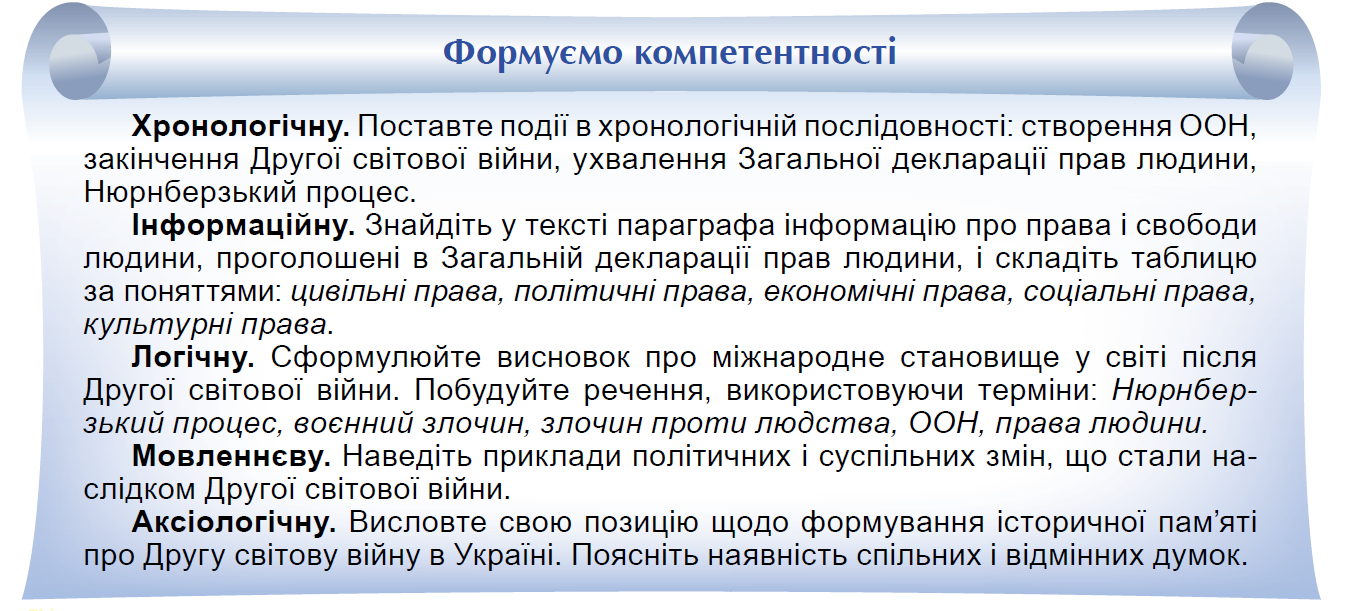 Формуємо компетентності
Хронологічну. Поставте події в хронологічній послідовності: створення ООН,
закінчення Другої світової війни, ухвалення Загальної декларації прав людини,
Нюрнберзький процес.
Інформаційну. Знайдіть у тексті параграфа інформацію про права і свободи
людини, проголошені в Загальній декларації прав людини, і складіть таблицю
за поняттями: цивільні права, політичні права, економічні права, соціальні права,
культурні права.
Логічну. Сформулюйте висновок про міжнародне становище у світі після
Другої світової війни. Побудуйте речення, використовуючи терміни: Нюрнбер-
зький процес, воєнний злочин, злочин проти людства, ООН, права людини.
Мовленнєву. Наведіть приклади політичних і суспільних змін, що стали на-
слідком Другої світової війни.
Аксіологічну. Висловте свою позицію щодо формування історичної пам’яті
про Другу світову війну в Україні. Поясніть наявність спільних і відмінних думок.